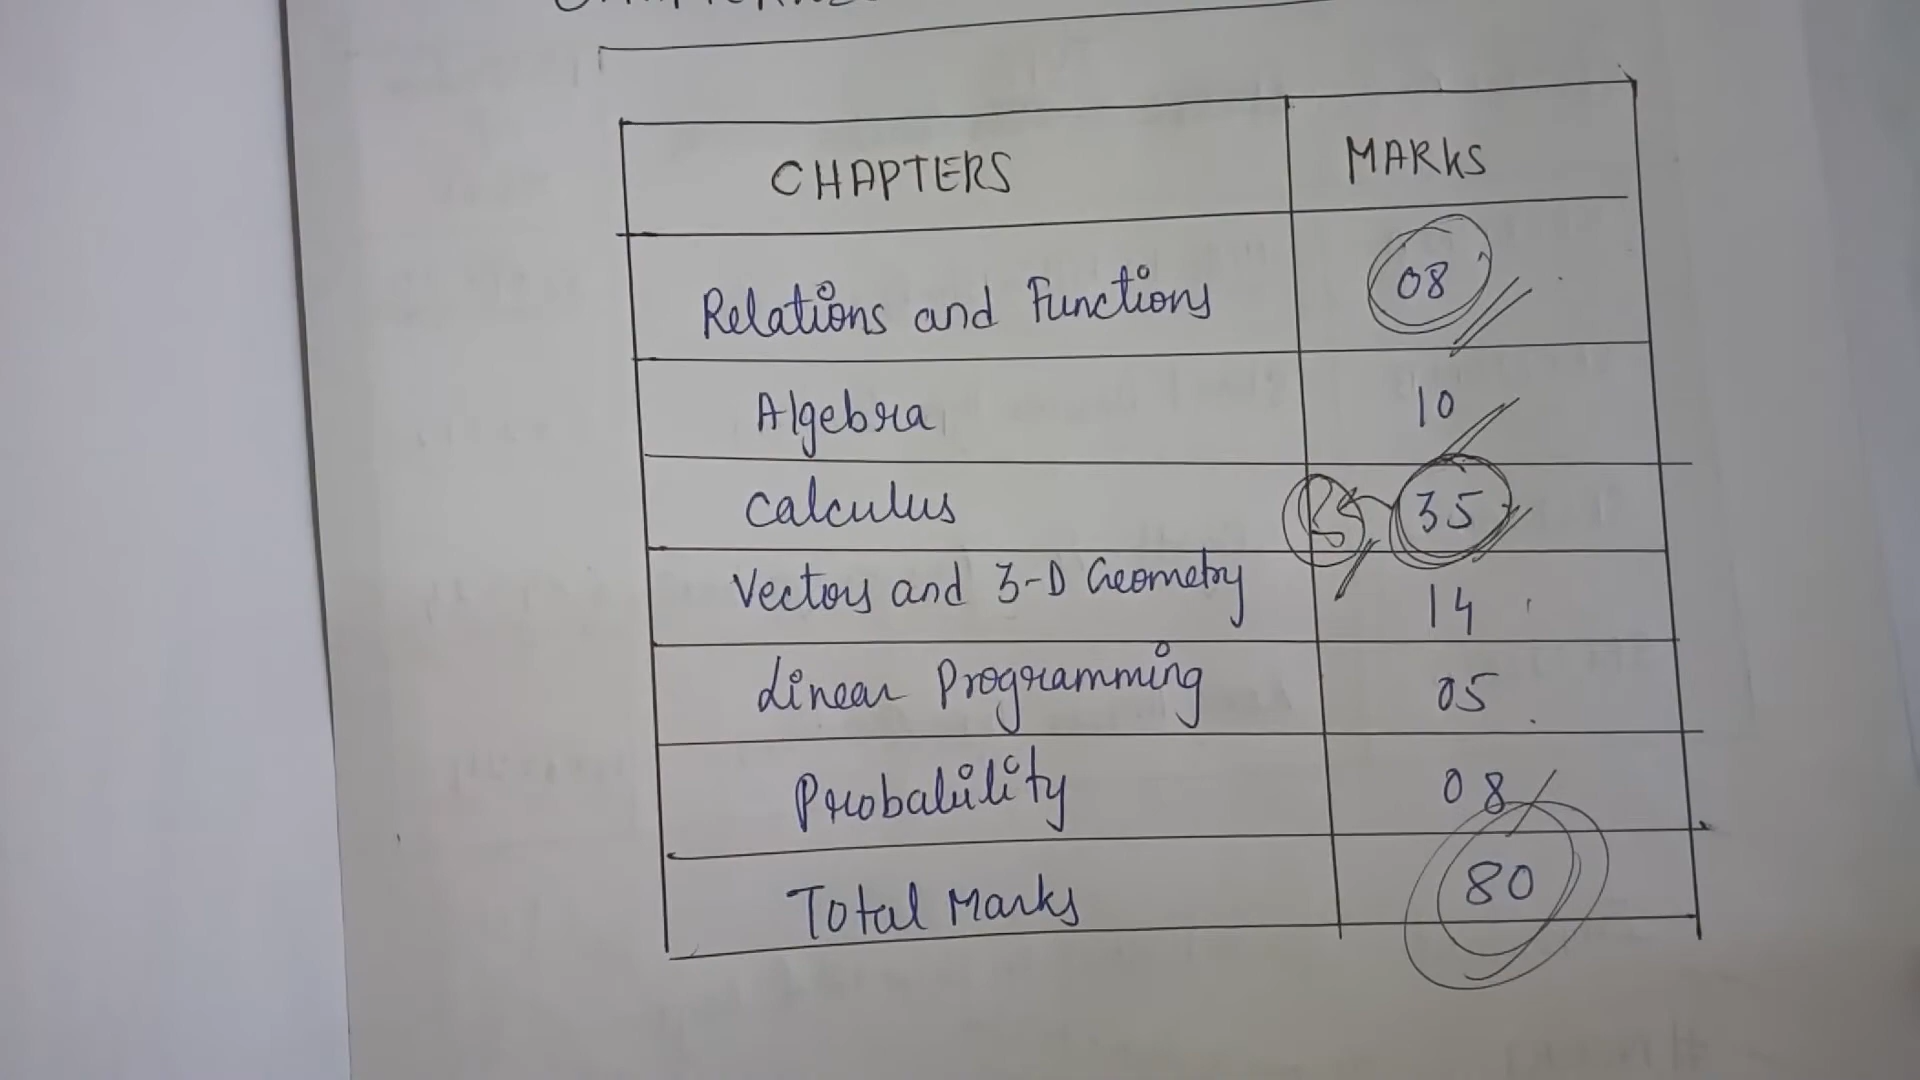 CHAPTERS MARKS
Relations and Functions 08
Algebra 10
Calculus 35
Vectors and 3-D Geometry 14
Linear Programming 05
Probability 08
Total Marks 80